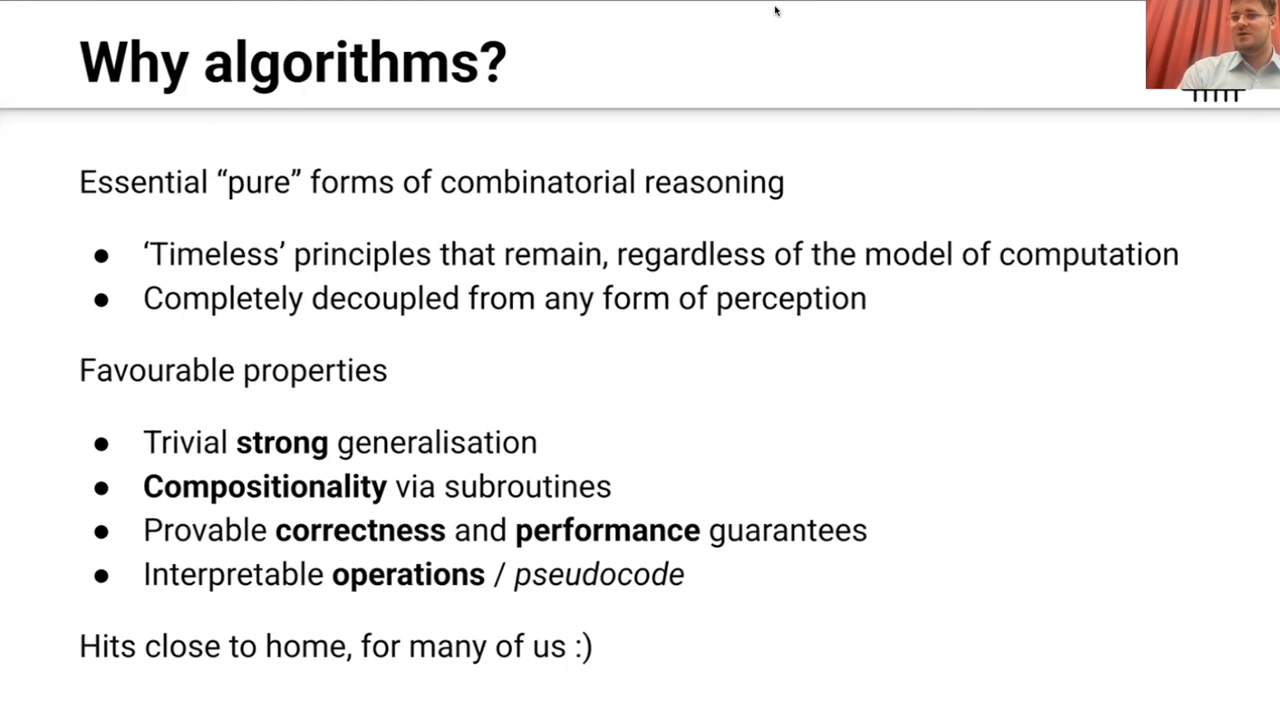 Why algorithms?
Essential “pure” forms of combinatorial reasoning
● ‘Timeless’ principles that remain, regardless of the model of computation
● Completely decoupled from any form of perception
Favourable properties
● Trivial strong generalisation
● Compositionality via subroutines
● Provable correctness and performance guarantees
● Interpretable operations / pseudocode
Hits close to home, for many of us :)